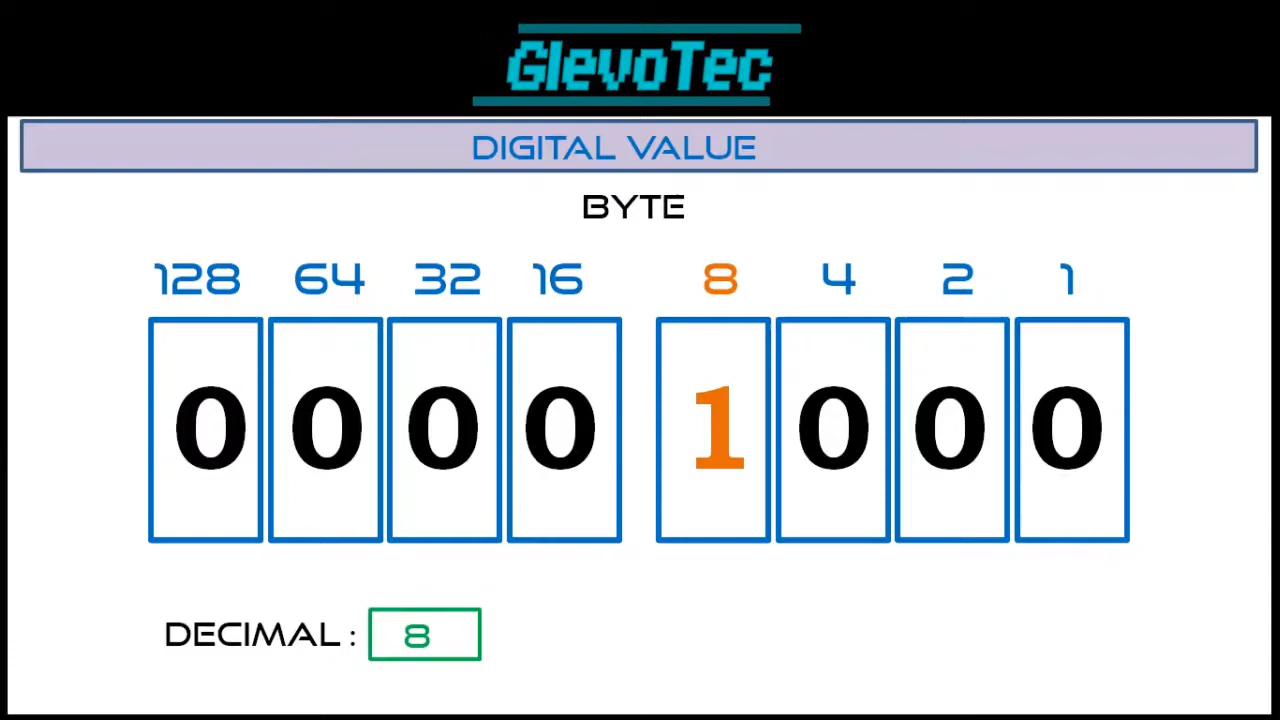 GlevoTec
DIGITAL VALUE
BYTE
128 64 32 16 8 4 2 1
0 0 0 0 1 0 0 0
DECIMAL : 8